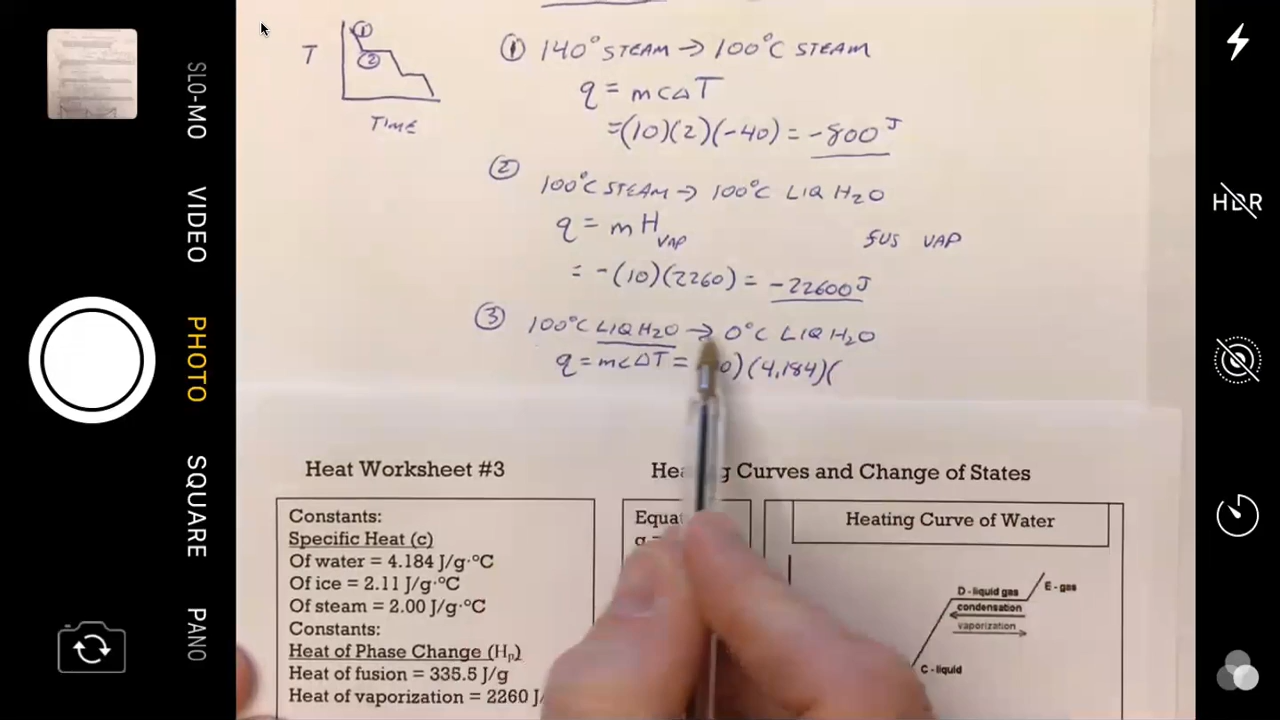 SLO-MO
VIDEO
PHOTO
SQUARE
PANO
HDR
T
①
②
TIME
① 140° STEAM → 100°C STEAM
q = mcΔT
=(10)(2)(-40) = -800 J
② 100°C STEAM → 100°C LIQ H₂O
q = m H VAP
fUS VAP
= -(10)(2260) = -22600 J
③ 100°C LIQ H₂O → 0°C LIQ H₂O
q = mcΔT = 0)(4.184)(
Heat Worksheet #3
Curves and Change of States
Constants:
Specific Heat (c)
Of water = 4.184 J/g·°C
Of ice = 2.11 J/g·°C
Of steam = 2.00 J/g·°C
Constants:
Heat of Phase Change (Hp)
Heat of fusion = 335.5 J/g
Heat of vaporization = 2260 J/
Heating Curve of Water
E - gas
D - liquid gas
condensation
vaporization
C - liquid